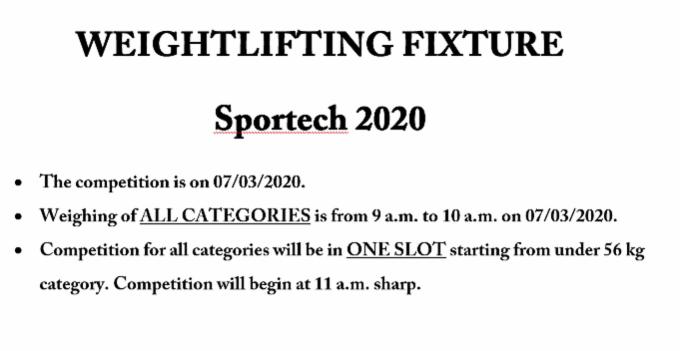 WEIGHTLIFTING FIXTURE
Sportech 2020
• The competition is on 07/03/2020.
• Weighing of ALL CATEGORIES is from 9 a.m. to 10 a.m. on 07/03/2020.
• Competition for all categories will be in ONE SLOT starting from under 56 kg
category. Competition will begin at 11 a.m. sharp.